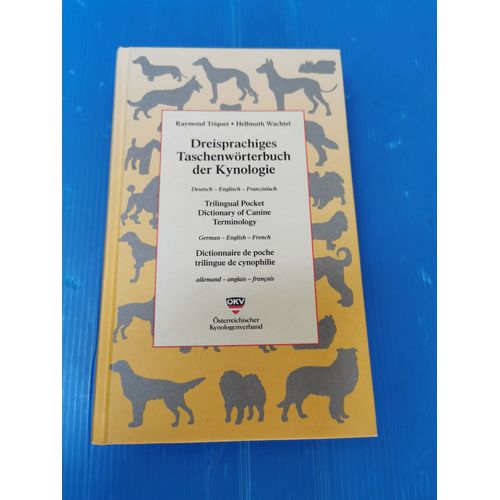 Raymond Triquet • Hellmuth Wachtel
Dreisprachiges
Taschenwörterbuch
der Kynologie
Deutsch – Englisch – Französisch
Trilingual Pocket
Dictionary of Canine
Terminology
German – English – French
Dictionnaire de poche
trilingue de cynophilie
allemand – anglais – français
ÖKV
Österreichischer
Kynologenverband